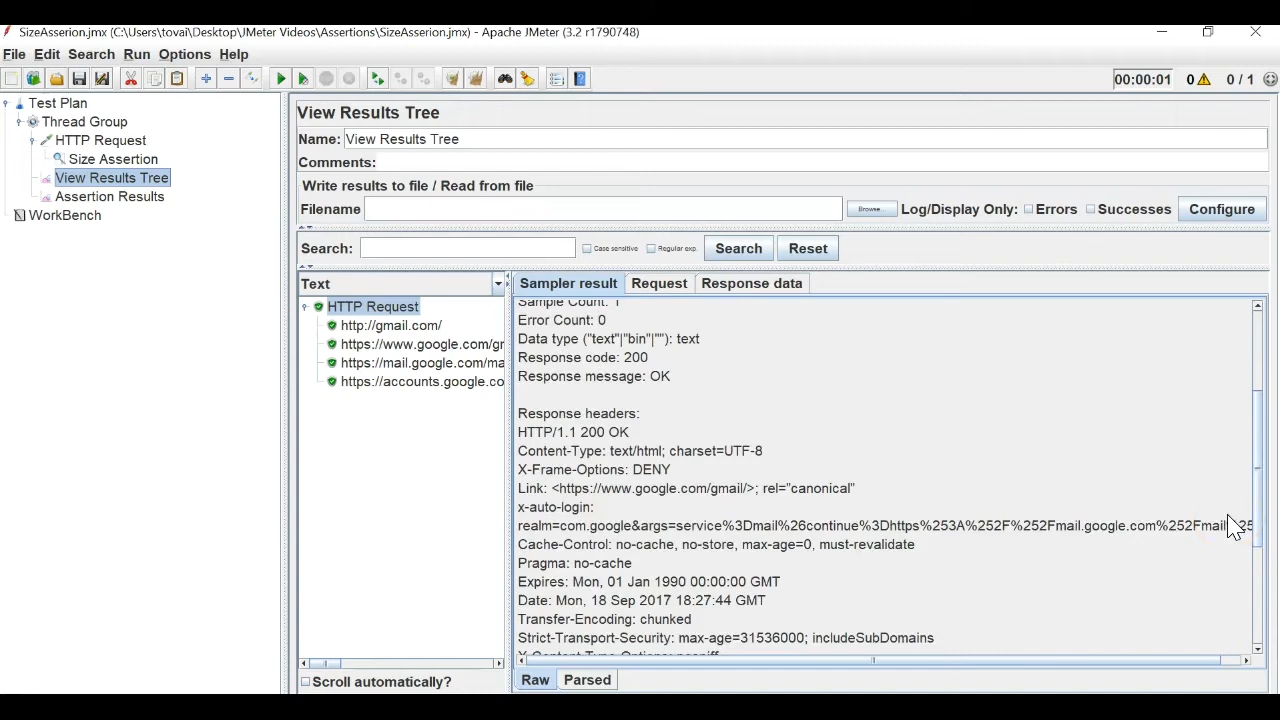 SizeAsserion.jmx (C:\Users\tovai\Desktop\JMeter Videos\Assertions\SizeAsserion.jmx) - Apache JMeter (3.2 r1790748)
File Edit Search Run Options Help
00:00:01 0 0 / 1
Test Plan
Thread Group
HTTP Request
Size Assertion
View Results Tree
Assertion Results
WorkBench
View Results Tree
Name: View Results Tree
Comments:
Write results to file / Read from file
Filename Browse... Log/Display Only: Errors Successes Configure
Search: Case sensitive Regular exp. Search Reset
Text
HTTP Request
http://gmail.com/
https://www.google.com/gr
https://mail.google.com/ma
https://accounts.google.co
Scroll automatically?
Sampler result Request Response data
Sample Count: 1
Error Count: 0
Data type ("text"|"bin"|""): text
Response code: 200
Response message: OK
Response headers:
HTTP/1.1 200 OK
Content-Type: text/html; charset=UTF-8
X-Frame-Options: DENY
Link: <https://www.google.com/gmail/>; rel="canonical"
x-auto-login:
realm=com.google&args=service%3Dmail%26continue%3Dhttps%253A%252F%252Fmail.google.com%252Fmail
Cache-Control: no-cache, no-store, max-age=0, must-revalidate
Pragma: no-cache
Expires: Mon, 01 Jan 1990 00:00:00 GMT
Date: Mon, 18 Sep 2017 18:27:44 GMT
Transfer-Encoding: chunked
Strict-Transport-Security: max-age=31536000; includeSubDomains
Raw Parsed